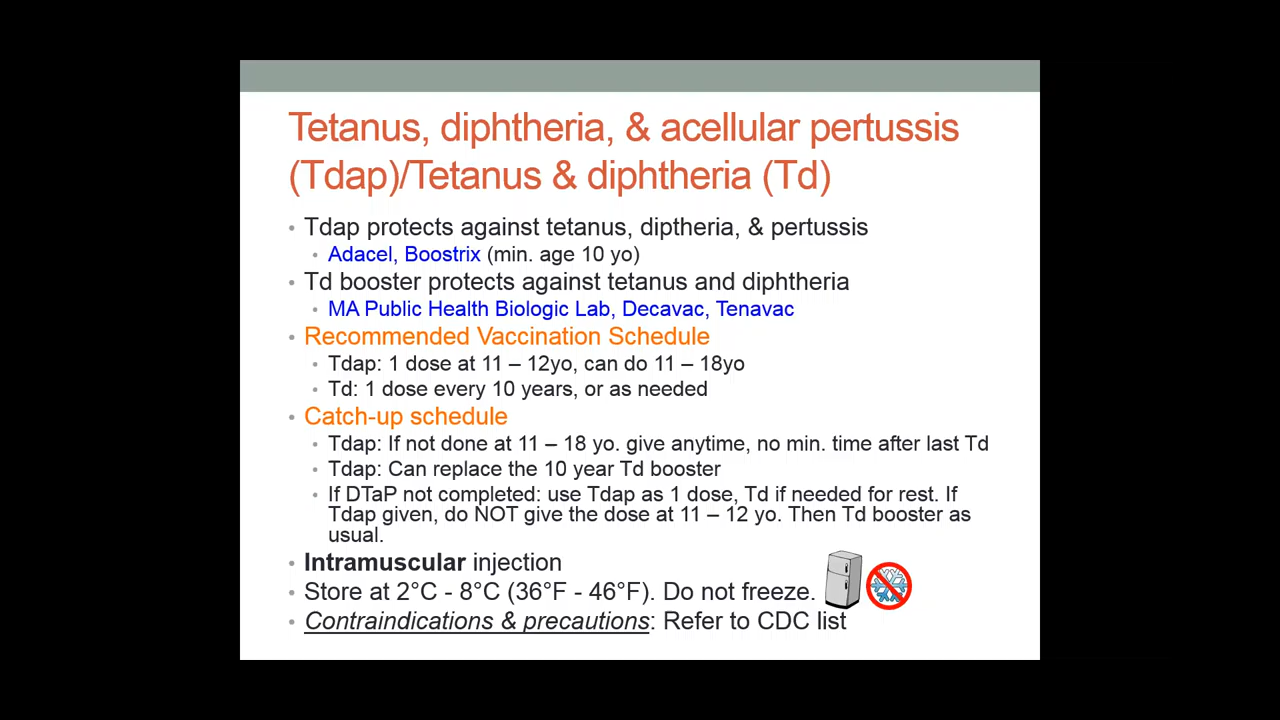 Tetanus, diphtheria, & acellular pertussis
(Tdap)/Tetanus & diphtheria (Td)
• Tdap protects against tetanus, diptheria, & pertussis
• Adacel, Boostrix (min. age 10 yo)
• Td booster protects against tetanus and diphtheria
• MA Public Health Biologic Lab, Decavac, Tenavac
• Recommended Vaccination Schedule
• Tdap: 1 dose at 11 – 12yo, can do 11 – 18yo
• Td: 1 dose every 10 years, or as needed
• Catch-up schedule
• Tdap: If not done at 11 – 18 yo. give anytime, no min. time after last Td
• Tdap: Can replace the 10 year Td booster
• If DTaP not completed: use Tdap as 1 dose, Td if needed for rest. If
Tdap given, do NOT give the dose at 11 – 12 yo. Then Td booster as
usual.
• Intramuscular injection
• Store at 2°C - 8°C (36°F - 46°F). Do not freeze.
• Contraindications & precautions: Refer to CDC list